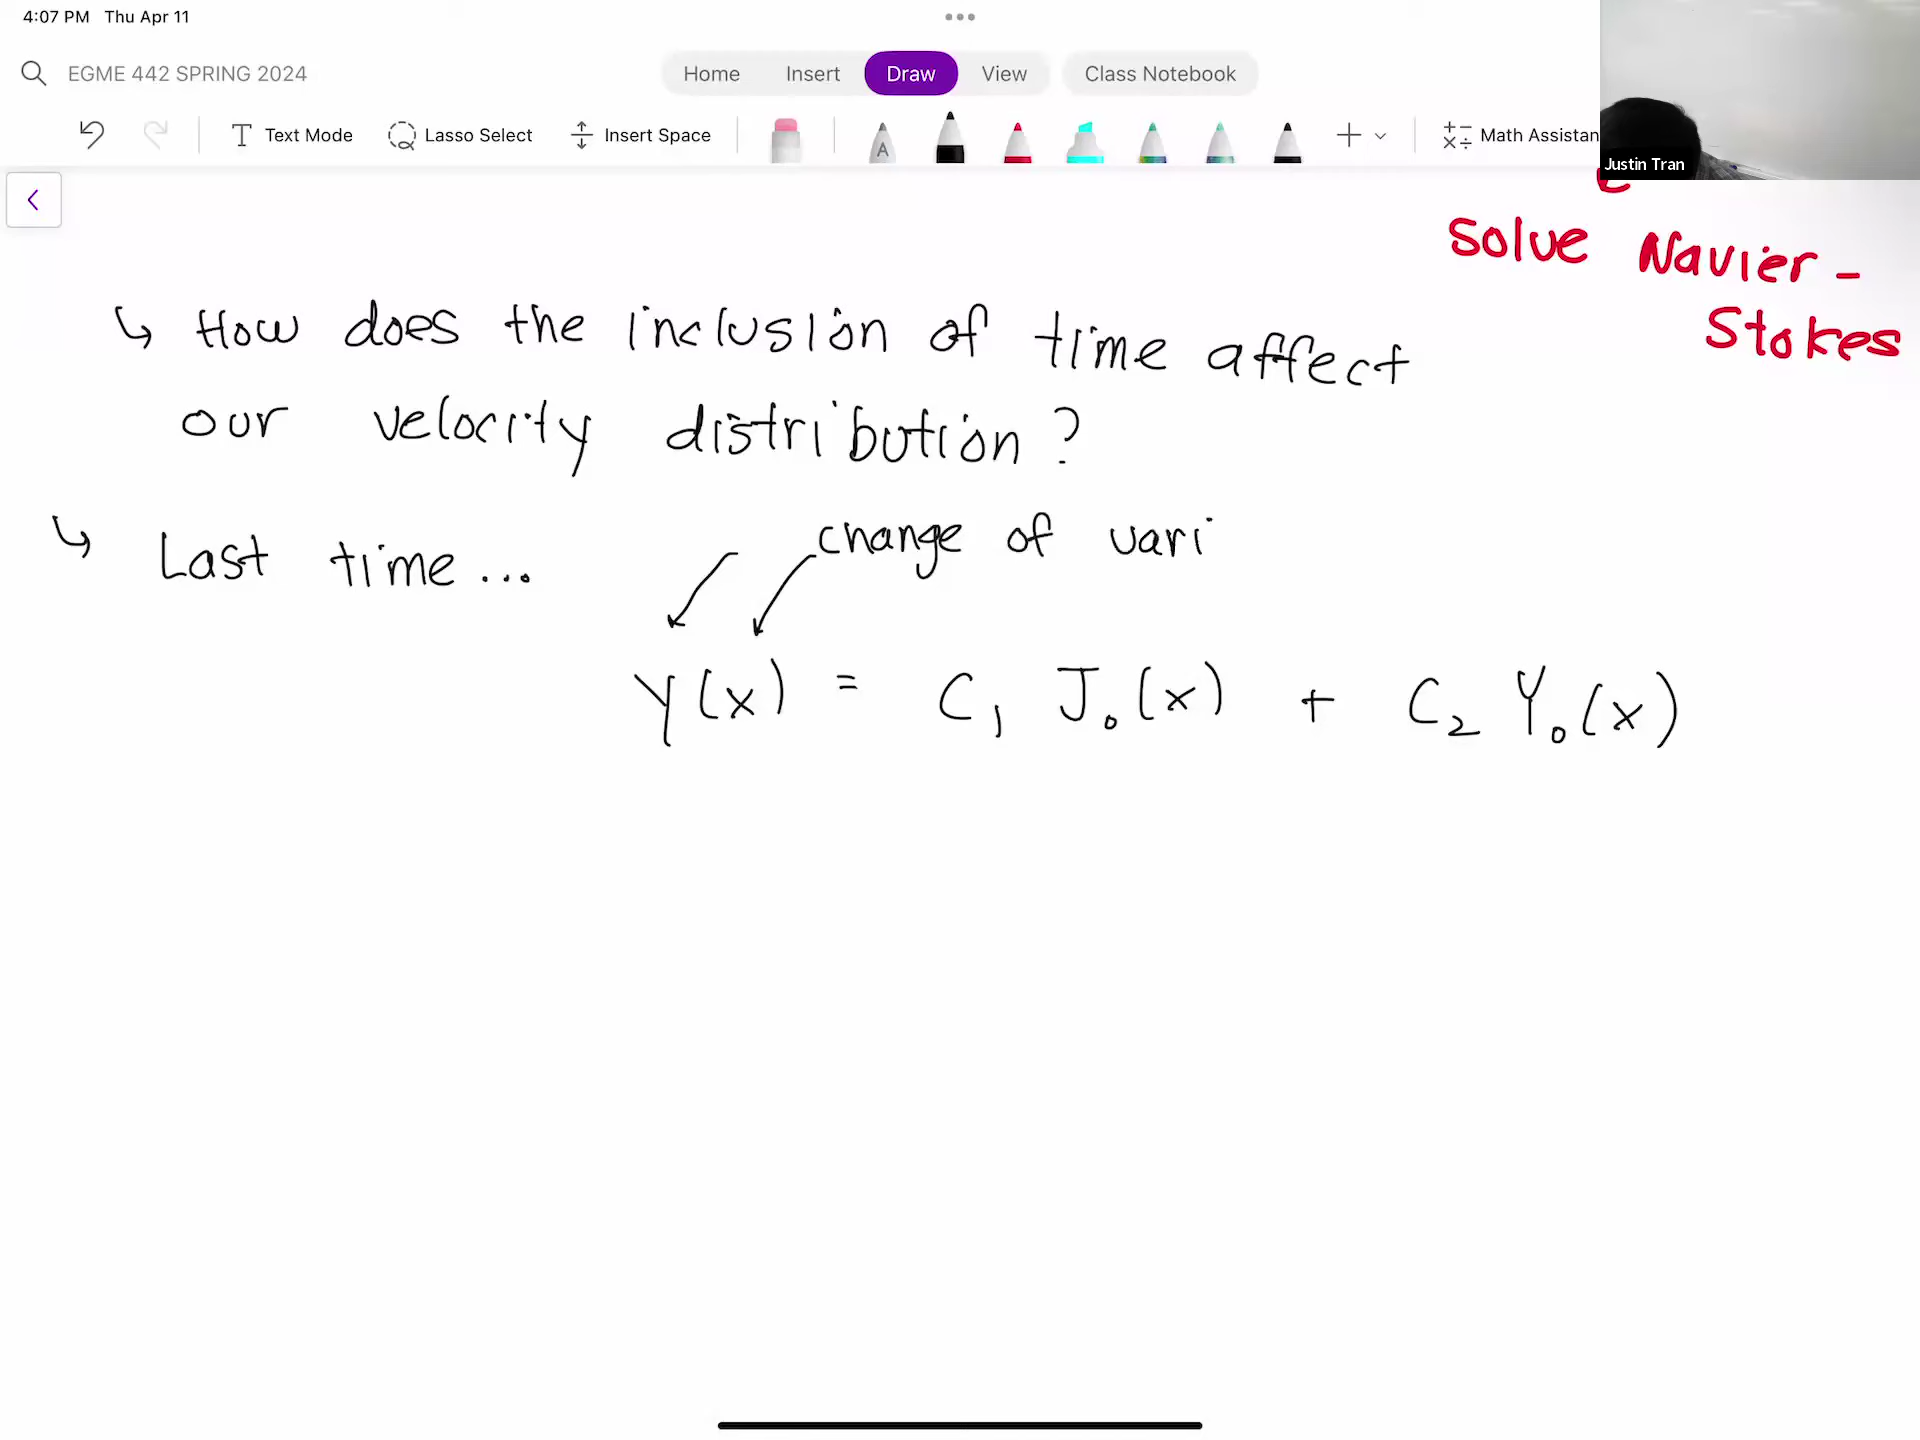 4:07 PM Thu Apr 11
EGME 442 SPRING 2024
Home Insert Draw View Class Notebook
Text Mode Lasso Select Insert Space A Math Assistan
Justin Tran
Solve Navier-
Stokes
↳ How does the inclusion of time affect
our velocity distribution?
↳ Last time...
change of vari
y(x) = C₁ J₀(x) + C₂ Y₀(x)